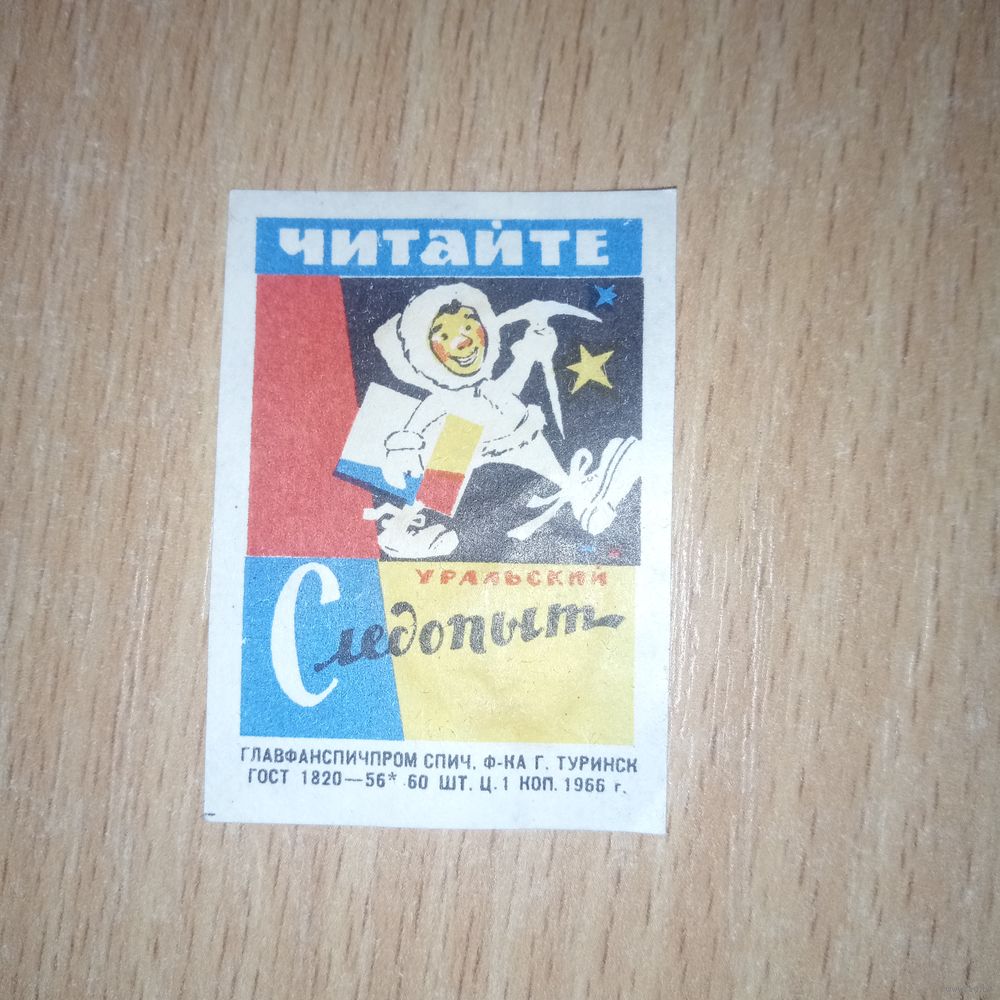 ЧИТАЙТЕ
УРАЛЬСКИЙ
Следопыт
ГЛАВФАНСПИЧПРОМ СПИЧ. Ф-КА Г. ТУРИНСК
ГОСТ 1820—56* 60 ШТ. Ц. 1 КОП. 1966 г.